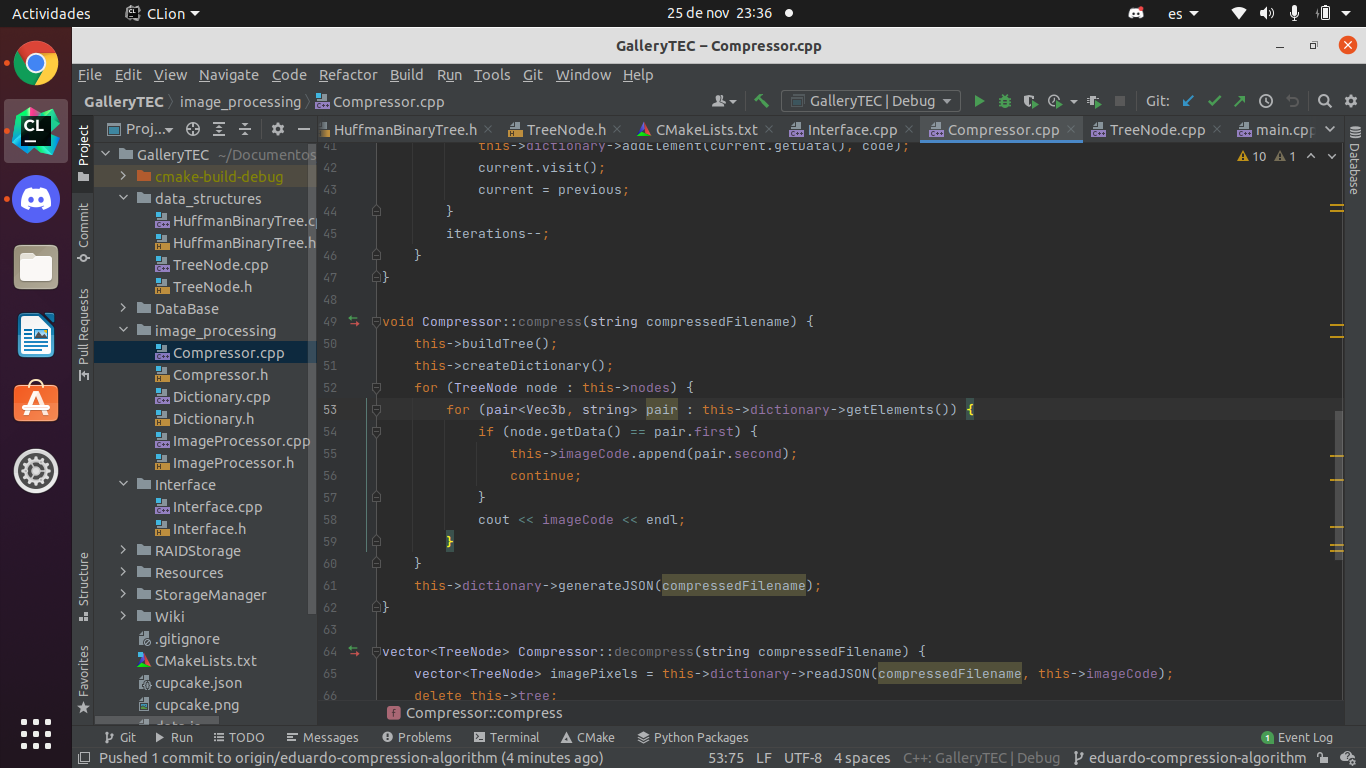 Actividades
CLion
25 de nov 23:36
es
GalleryTEC – Compressor.cpp
File Edit View Navigate Code Refactor Build Run Tools Git Window Help
GalleryTEC image_processing Compressor.cpp
GalleryTEC | Debug
Git:
Project
Proj...
HuffmanBinaryTree.h
TreeNode.h
CMakeLists.txt
Interface.cpp
Compressor.cpp
TreeNode.cpp
main.cpp
Database
Commit
Pull Requests
Structure
Favorites
GalleryTEC ~/Documentos
cmake-build-debug
data_structures
HuffmanBinaryTree.c
HuffmanBinaryTree.h
TreeNode.cpp
TreeNode.h
DataBase
image_processing
Compressor.cpp
Compressor.h
Dictionary.cpp
Dictionary.h
ImageProcessor.cpp
ImageProcessor.h
Interface
Interface.cpp
Interface.h
RAIDStorage
Resources
StorageManager
Wiki
.gitignore
CMakeLists.txt
cupcake.json
cupcake.png
10 1
41 this->dictionary->addElement(current.getData(), code);
42 current.visit();
43 current = previous;
44 }
45 iterations--;
46 }
47 }
48
49 void Compressor::compress(string compressedFilename) {
50 this->buildTree();
51 this->createDictionary();
52 for (TreeNode node : this->nodes) {
53 for (pair<Vec3b, string> pair : this->dictionary->getElements()) {
54 if (node.getData() == pair.first) {
55 this->imageCode.append(pair.second);
56 continue;
57 }
58 cout << imageCode << endl;
59 }
60 }
61 this->dictionary->generateJSON(compressedFilename);
62 }
63
64 vector<TreeNode> Compressor::decompress(string compressedFilename) {
65 vector<TreeNode> imagePixels = this->dictionary->readJSON(compressedFilename, this->imageCode);
66 delete this->tree;
f Compressor::compress
Git Run TODO Messages Problems Terminal CMake Python Packages 1 Event Log
Pushed 1 commit to origin/eduardo-compression-algorithm (4 minutes ago) 53:75 LF UTF-8 4 spaces C++: GalleryTEC | Debug eduardo-compression-algorithm